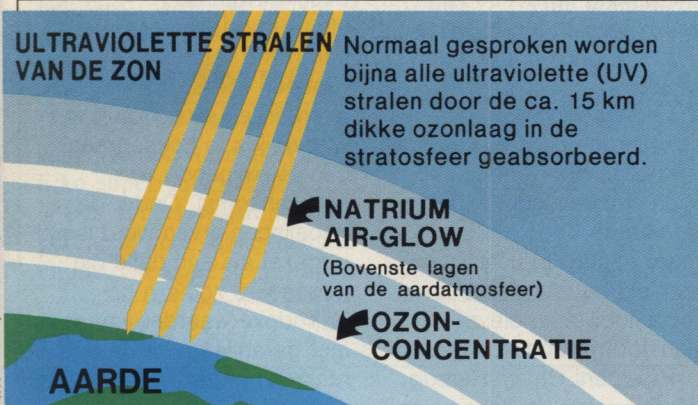 ULTRAVIOLETTE STRALEN
VAN DE ZON
Normaal gesproken worden
bijna alle ultraviolette (UV)
stralen door de ca. 15 km
dikke ozonlaag in de
stratosfeer geabsorbeerd.
NATRIUM
AIR-GLOW
(Bovenste lagen
van de aardatmosfeer)
OZON-
CONCENTRATIE
AARDE